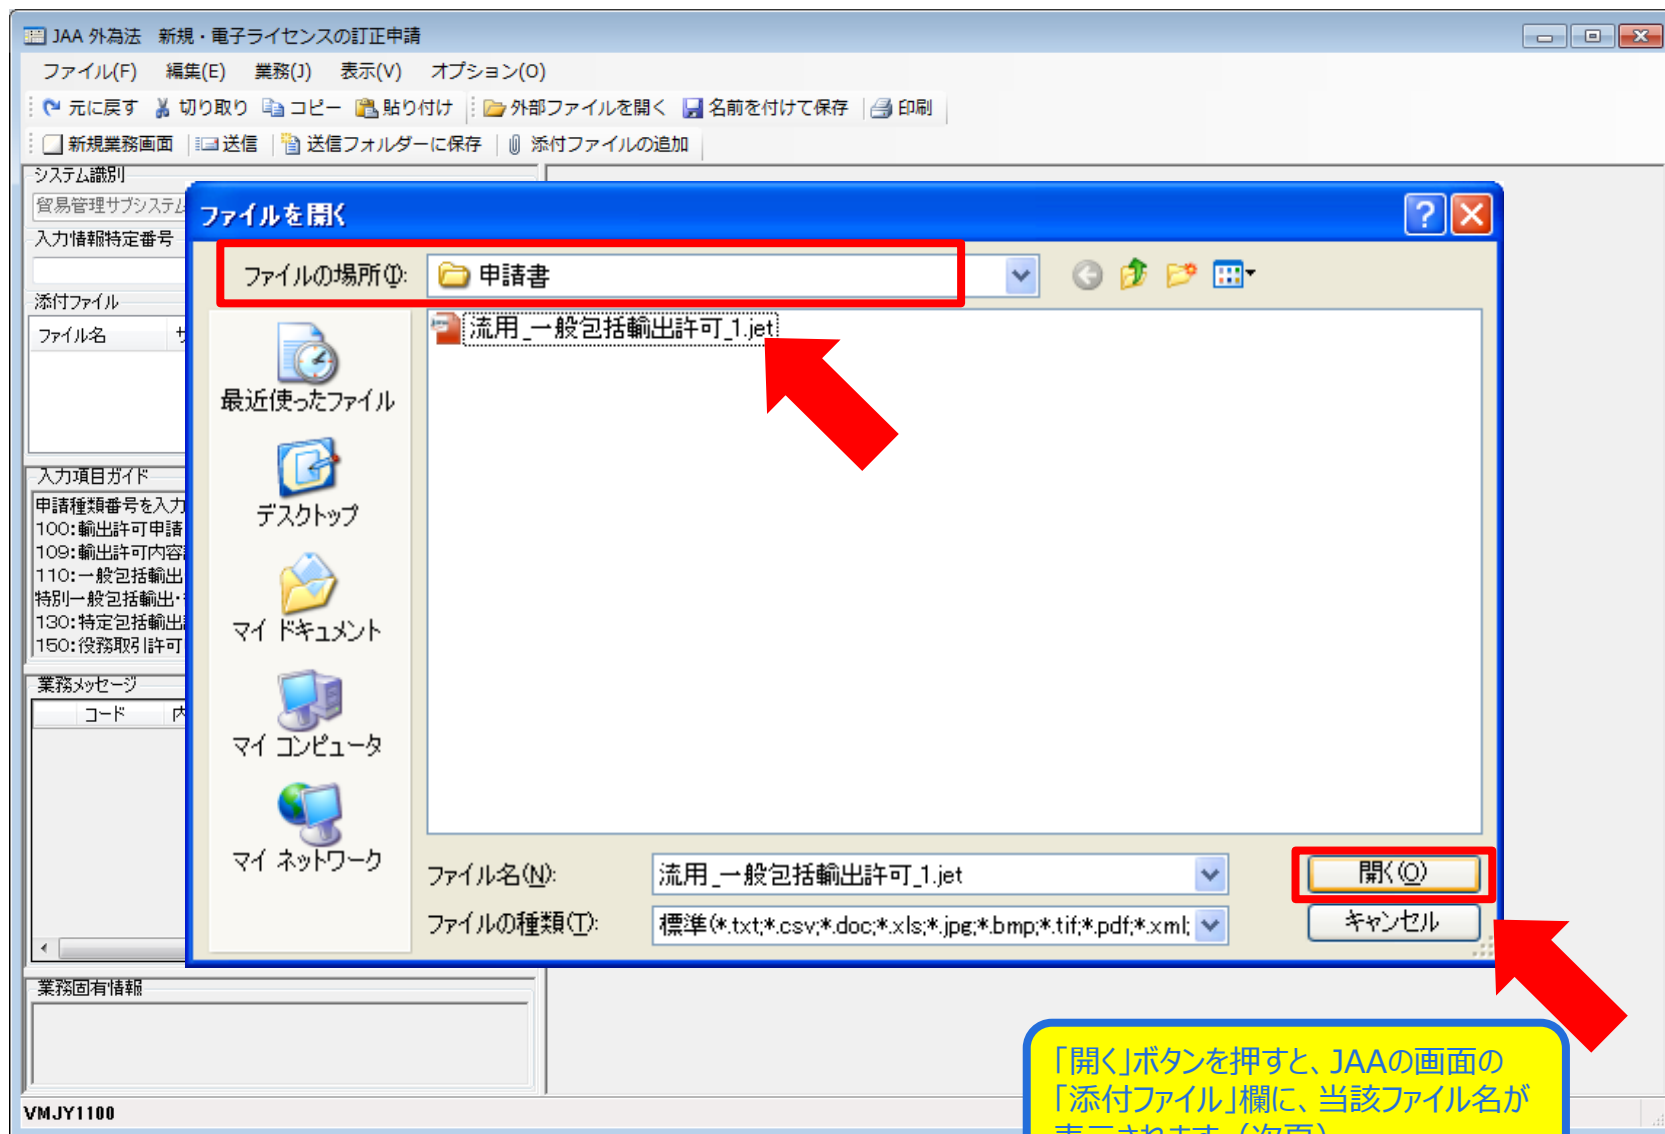 JAA 外為法　新規・電子ライセンスの訂正申請
ファイル(F)　編集(E)　業務(J)　表示(V)　オプション(O)
元に戻す　切り取り　コピー　貼り付け　外部ファイルを開く　名前を付けて保存　印刷
新規業務画面　送信　送信フォルダーに保存　添付ファイルの追加
システム識別
貿易管理サブシステム
入力情報特定番号
添付ファイル
ファイル名　サ
入力項目ガイド
申請種類番号を入力
100:輸出許可申請
109:輸出許可内容
110:一般包括輸出
特別一般包括輸出・
130:特定包括輸出
150:役務取引許可
業務メッセージ
コード　内
業務固有情報
VMJY1100
ファイルを開く
ファイルの場所(I):　申請書
流用_一般包括輸出許可_1.jet
最近使ったファイル
デスクトップ
マイ ドキュメント
マイ コンピュータ
マイ ネットワーク
ファイル名(N):　流用_一般包括輸出許可_1.jet　開く(O)
ファイルの種類(T):　標準(*.txt;*.csv;*.doc;*.xls;*.jpg;*.bmp;*.tif;*.pdf;*.xml;　キャンセル
「開く」ボタンを押すと、JAAの画面の
「添付ファイル」欄に、当該ファイル名が
表示されます（次頁）